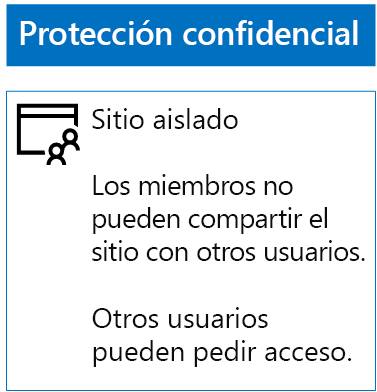 Protección confidencial
Sitio aislado
Los miembros no
pueden compartir el
sitio con otros usuarios.
Otros usuarios
pueden pedir acceso.